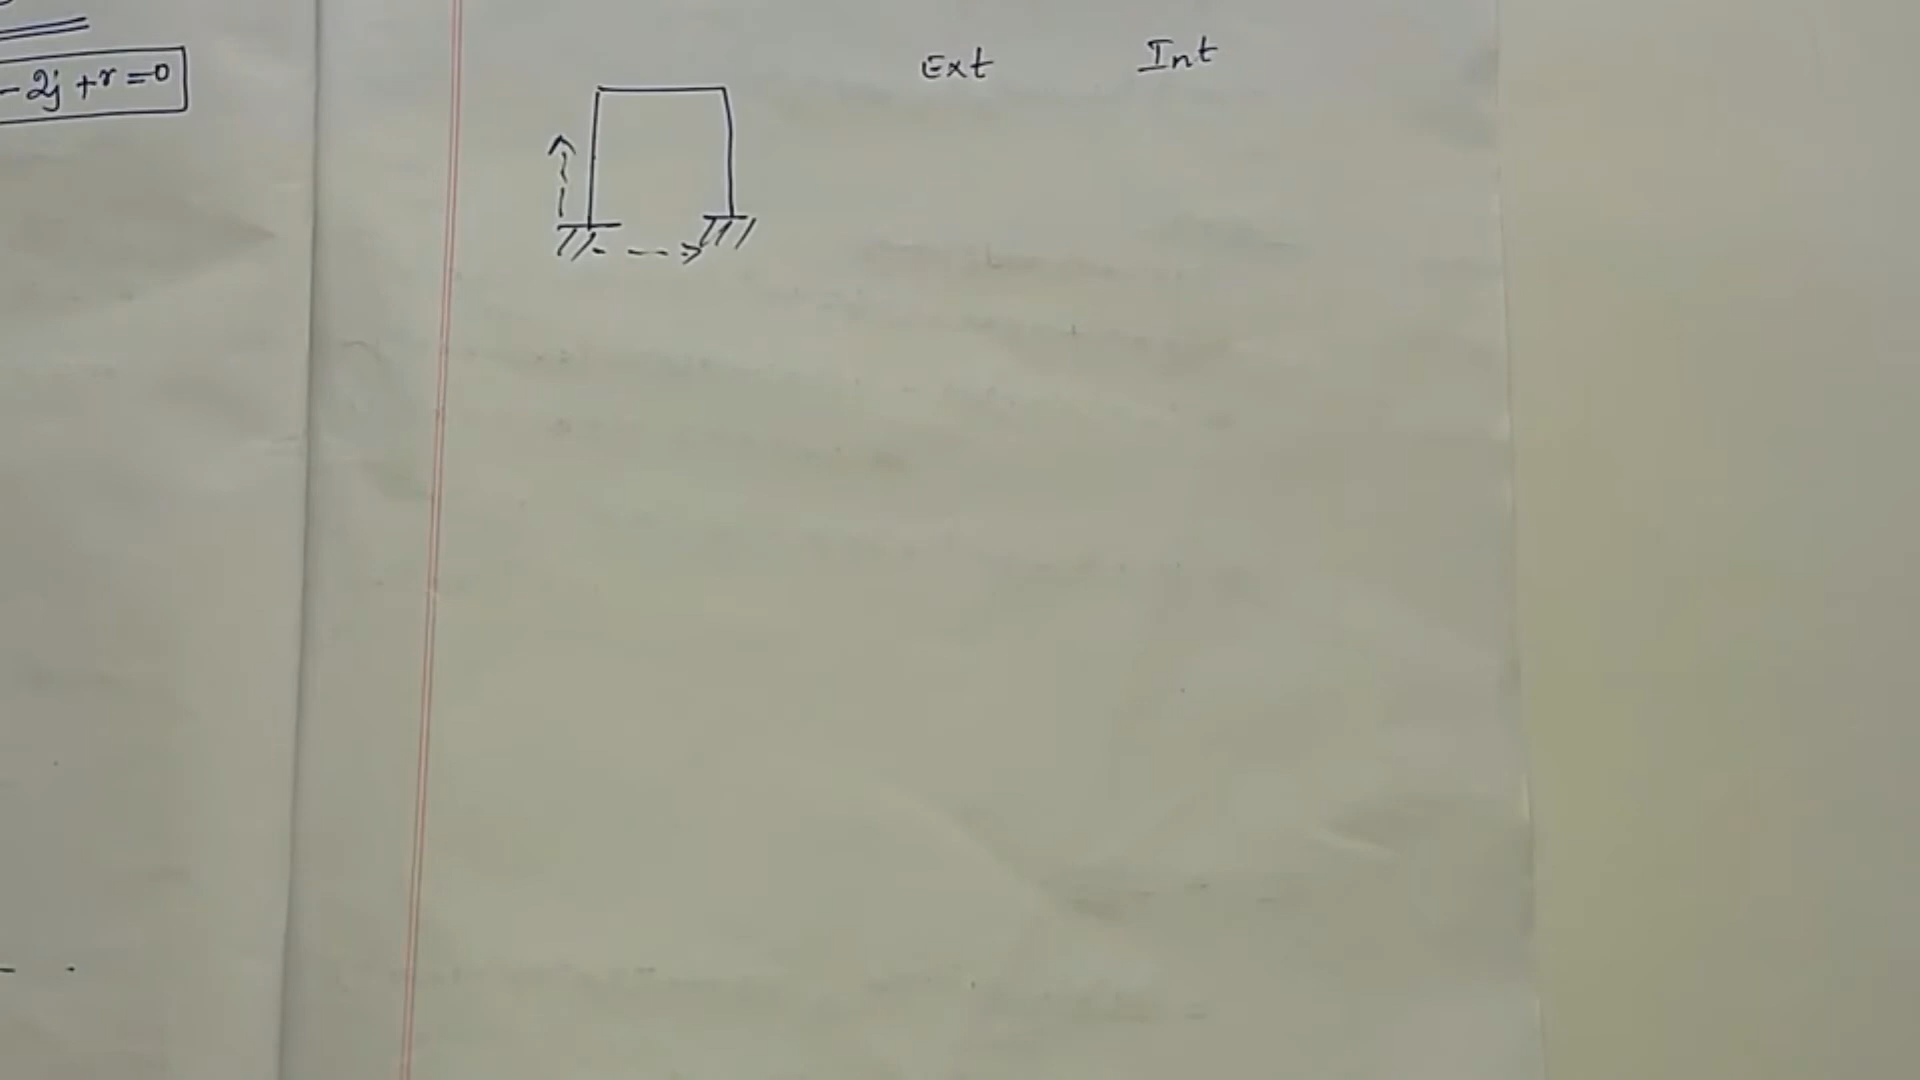 - 2j + r = 0
Ext Int